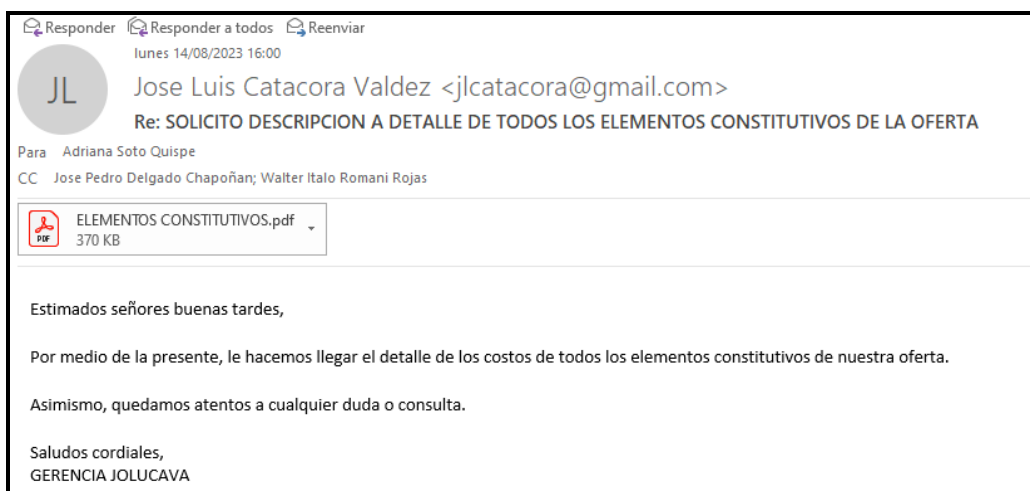 Responder Responder a todos Reenviar
lunes 14/08/2023 16:00
JL
Jose Luis Catacora Valdez <jlcatacora@gmail.com>
Re: SOLICITO DESCRIPCION A DETALLE DE TODOS LOS ELEMENTOS CONSTITUTIVOS DE LA OFERTA
Para Adriana Soto Quispe
CC Jose Pedro Delgado Chapoñan; Walter Italo Romani Rojas
PDF
ELEMENTOS CONSTITUTIVOS.pdf
370 KB
Estimados señores buenas tardes,
Por medio de la presente, le hacemos llegar el detalle de los costos de todos los elementos constitutivos de nuestra oferta.
Asimismo, quedamos atentos a cualquier duda o consulta.
Saludos cordiales,
GERENCIA JOLUCAVA